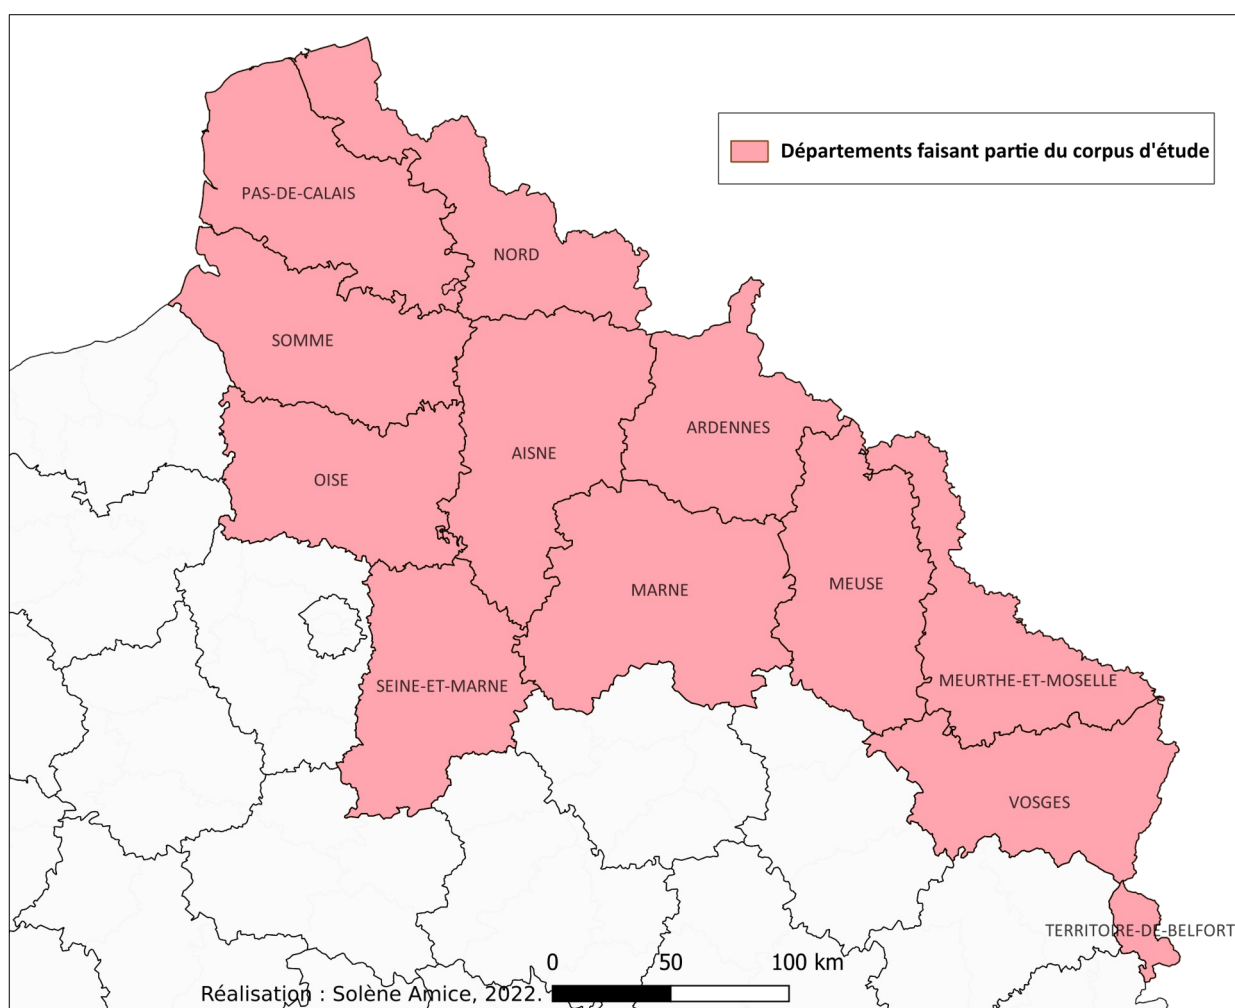 Départements faisant partie du corpus d'étude
PAS-DE-CALAIS
NORD
SOMME
ARDENNES
AISNE
OISE
MEUSE
MARNE
MEURTHE-ET-MOSELLE
SEINE-ET-MARNE
VOSGES
TERRITOIRE-DE-BELFORT
0 50 100 km
Réalisation : Solène Amice, 2022.